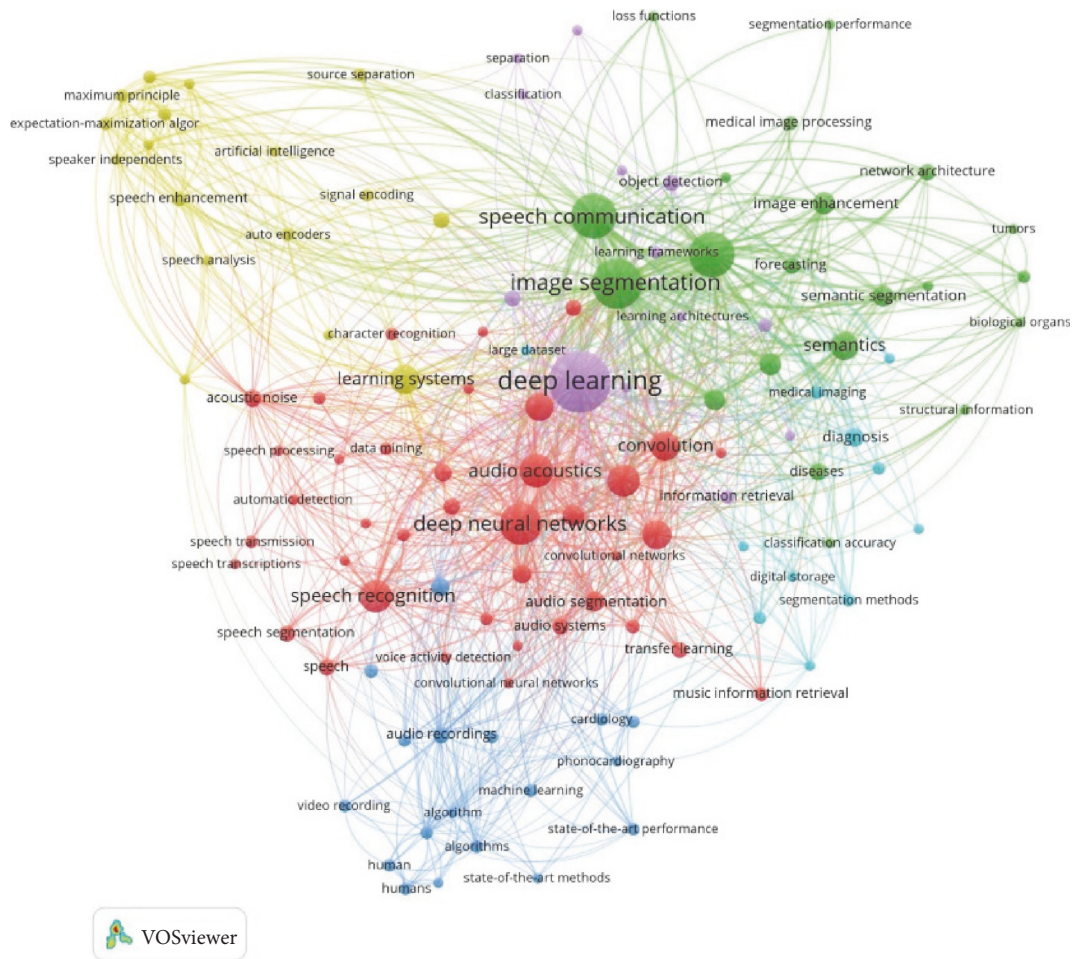 loss functions
segmentation performance
separation
source separation
maximum principle
classification
expectation-maximization algor
medical image processing
speaker independents
artificial intelligence
network architecture
object detection
speech enhancement
signal encoding
image enhancement
speech communication
tumors
auto encoders
learning frameworks
speech analysis
forecasting
image segmentation
semantic segmentation
learning architectures
biological organs
character recognition
semantics
large dataset
learning systems
deep learning
medical imaging
acoustic noise
structural information
speech processing
data mining
convolution
diagnosis
audio acoustics
diseases
automatic detection
information retrieval
deep neural networks
speech transmission
convolutional networks
classification accuracy
speech transcriptions
digital storage
speech recognition
audio segmentation
segmentation methods
speech segmentation
audio systems
voice activity detection
transfer learning
speech
convolutional neural networks
music information retrieval
audio recordings
cardiology
phonocardiography
machine learning
video recording
algorithm
state-of-the-art performance
algorithms
human
state-of-the-art methods
humans
VOSviewer